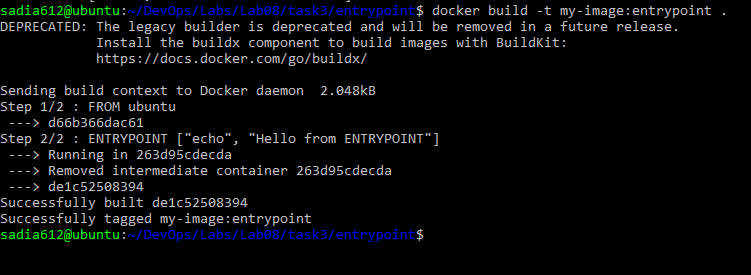 sadia612@ubuntu:~/DevOps/Labs/Lab08/task3/entrypoint$ docker build -t my-image:entrypoint .
DEPRECATED: The legacy builder is deprecated and will be removed in a future release.
            Install the buildx component to build images with BuildKit:
            https://docs.docker.com/go/buildx/
Sending build context to Docker daemon  2.048kB
Step 1/2 : FROM ubuntu
 ---> d66b366dac61
Step 2/2 : ENTRYPOINT ["echo", "Hello from ENTRYPOINT"]
 ---> Running in 263d95cdecda
 ---> Removed intermediate container 263d95cdecda
 ---> de1c52508394
Successfully built de1c52508394
Successfully tagged my-image:entrypoint
sadia612@ubuntu:~/DevOps/Labs/Lab08/task3/entrypoint$